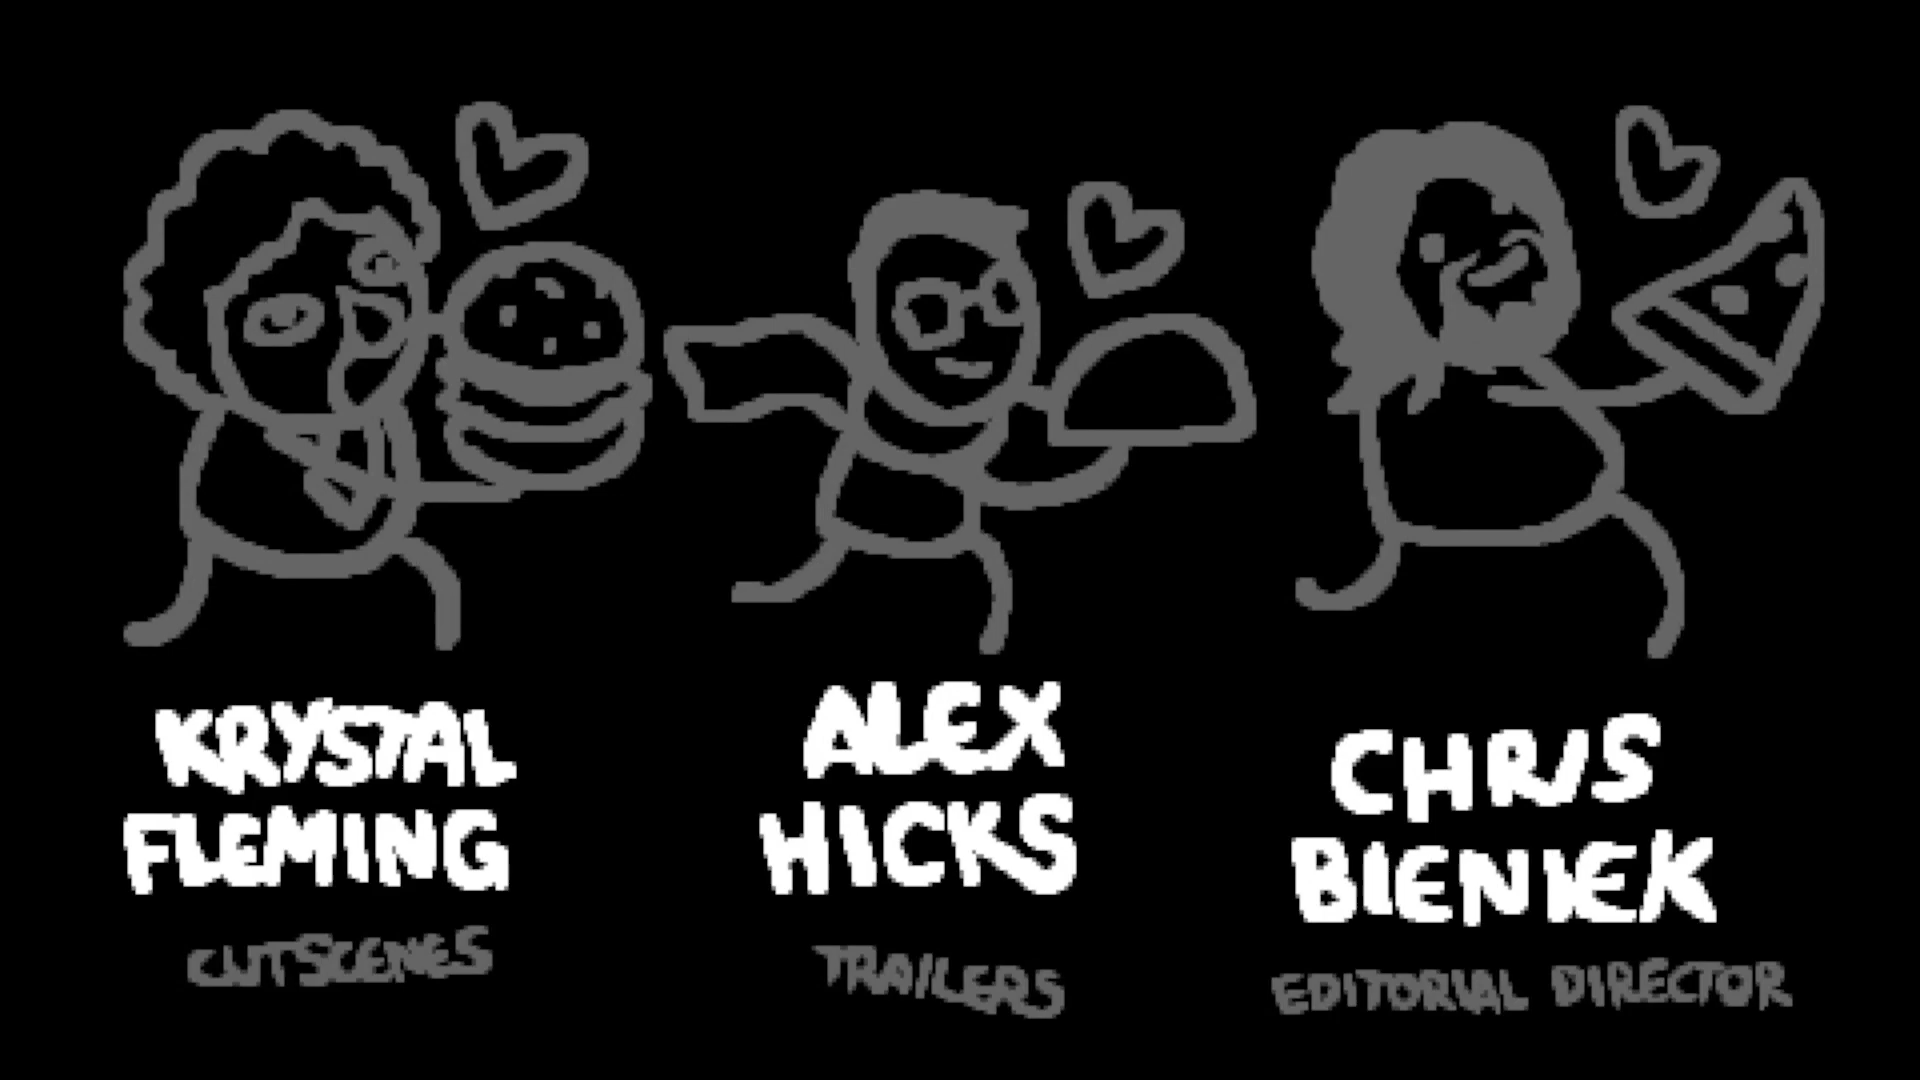 KRYSTAL
FLEMING
CUTSCENES
ALEX
HICKS
TRAILERS
CHRIS
BIENIEK
EDITORIAL DIRECTOR